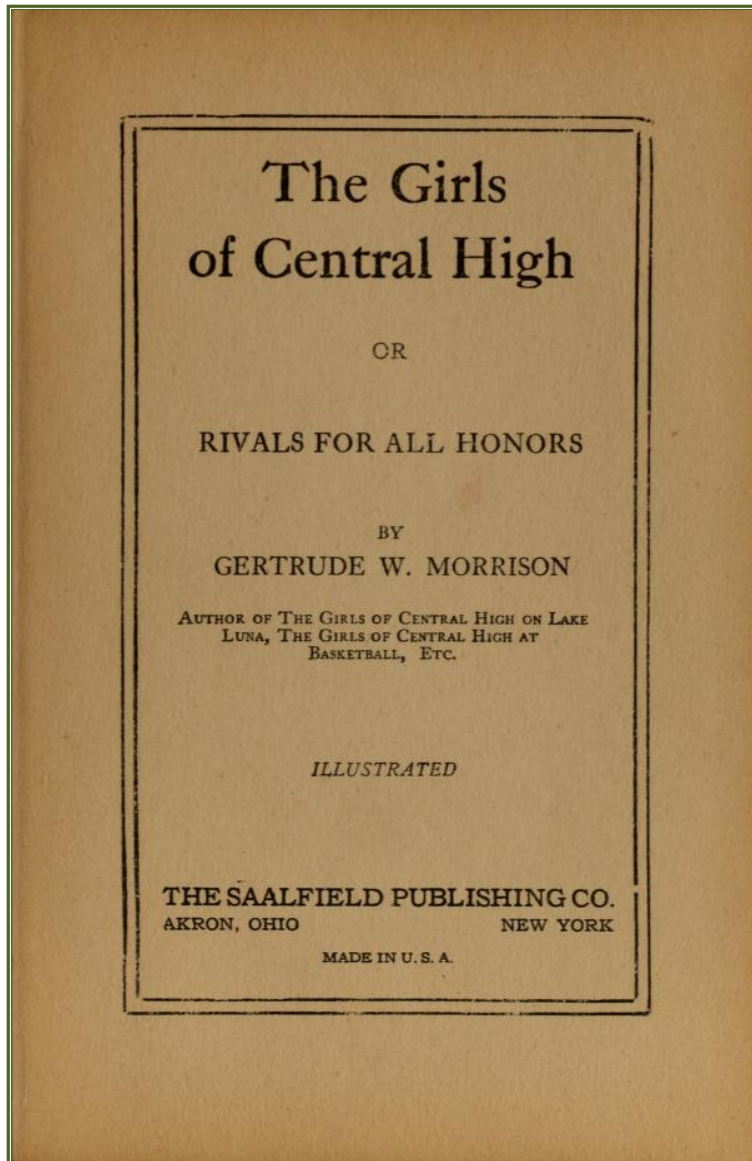 The Girls
of Central High
OR
RIVALS FOR ALL HONORS
BY
GERTRUDE W. MORRISON
AUTHOR OF THE GIRLS OF CENTRAL HIGH ON LAKE
LUNA, THE GIRLS OF CENTRAL HIGH AT
BASKETBALL, ETC.
ILLUSTRATED
THE SAALFIELD PUBLISHING CO.
AKRON, OHIO NEW YORK
MADE IN U. S. A.